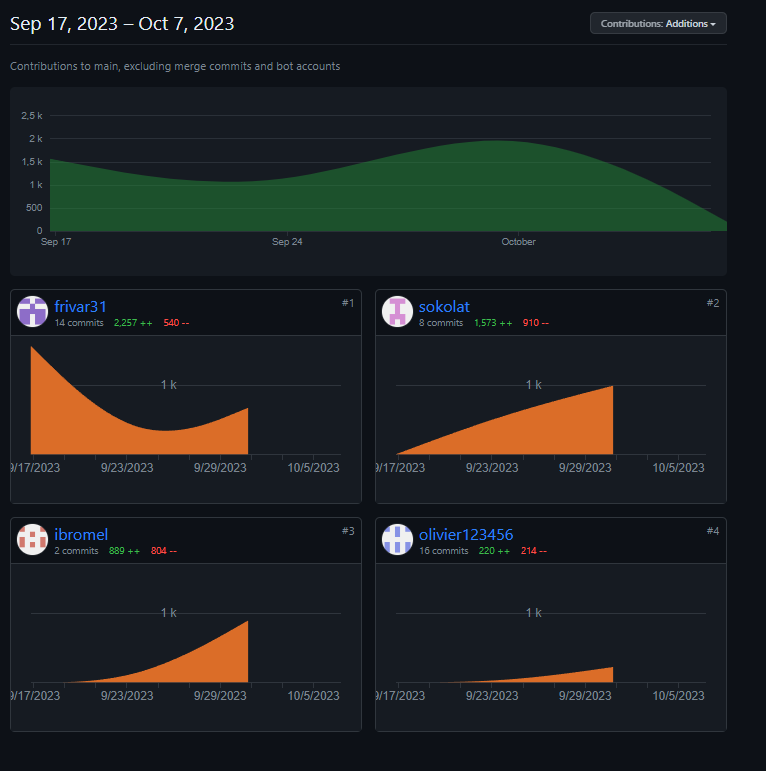 Sep 17, 2023 – Oct 7, 2023
Contributions: Additions
Contributions to main, excluding merge commits and bot accounts
2,5 k
2 k
1,5 k
1 k
500
0
Sep 17
Sep 24
October
frivar31
#1
14 commits 2,257 ++ 540 --
1 k
9/17/2023 9/23/2023 9/29/2023 10/5/2023
sokolat
#2
8 commits 1,573 ++ 910 --
1 k
9/17/2023 9/23/2023 9/29/2023 10/5/2023
ibromel
#3
2 commits 889 ++ 804 --
1 k
9/17/2023 9/23/2023 9/29/2023 10/5/2023
olivier123456
#4
16 commits 220 ++ 214 --
1 k
9/17/2023 9/23/2023 9/29/2023 10/5/2023